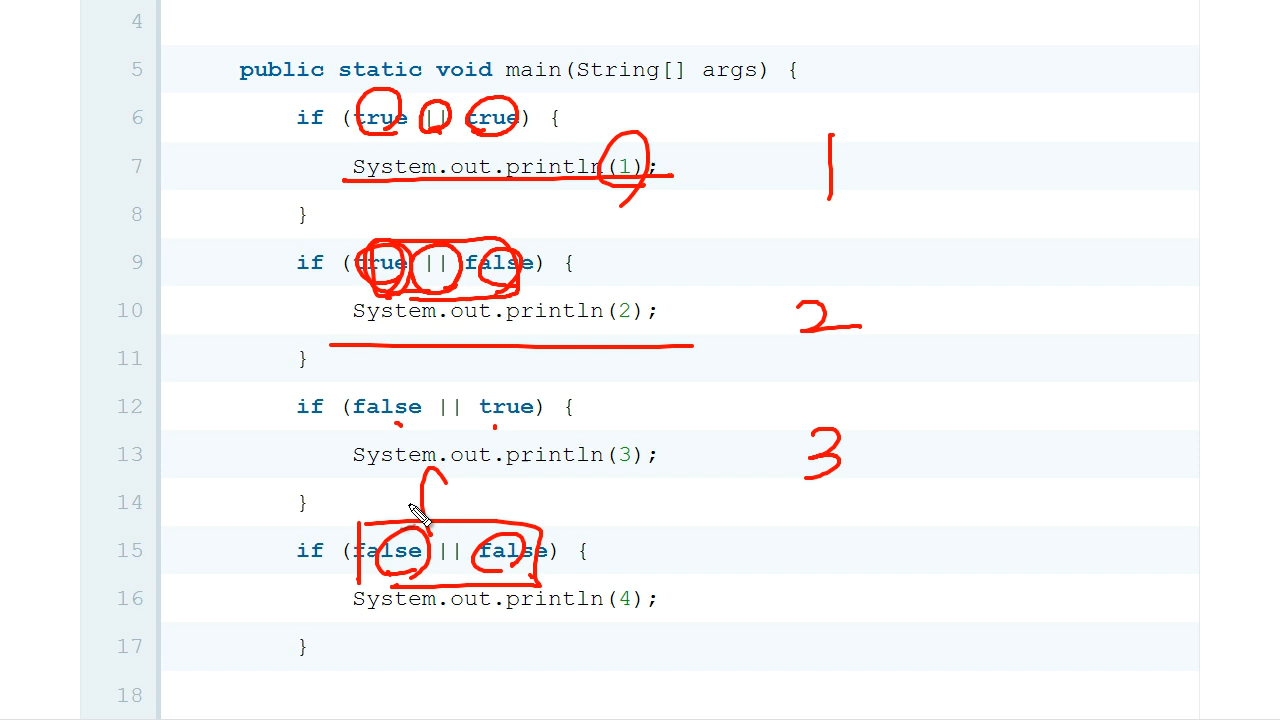 4
5 public static void main(String[] args) {
6 if (true || true) {
7 System.out.println(1); 1
8 }
9 if (true || false) {
10 System.out.println(2); 2
11 }
12 if (false || true) {
13 System.out.println(3); 3
14 }
15 if (false || false) {
16 System.out.println(4);
17 }
18